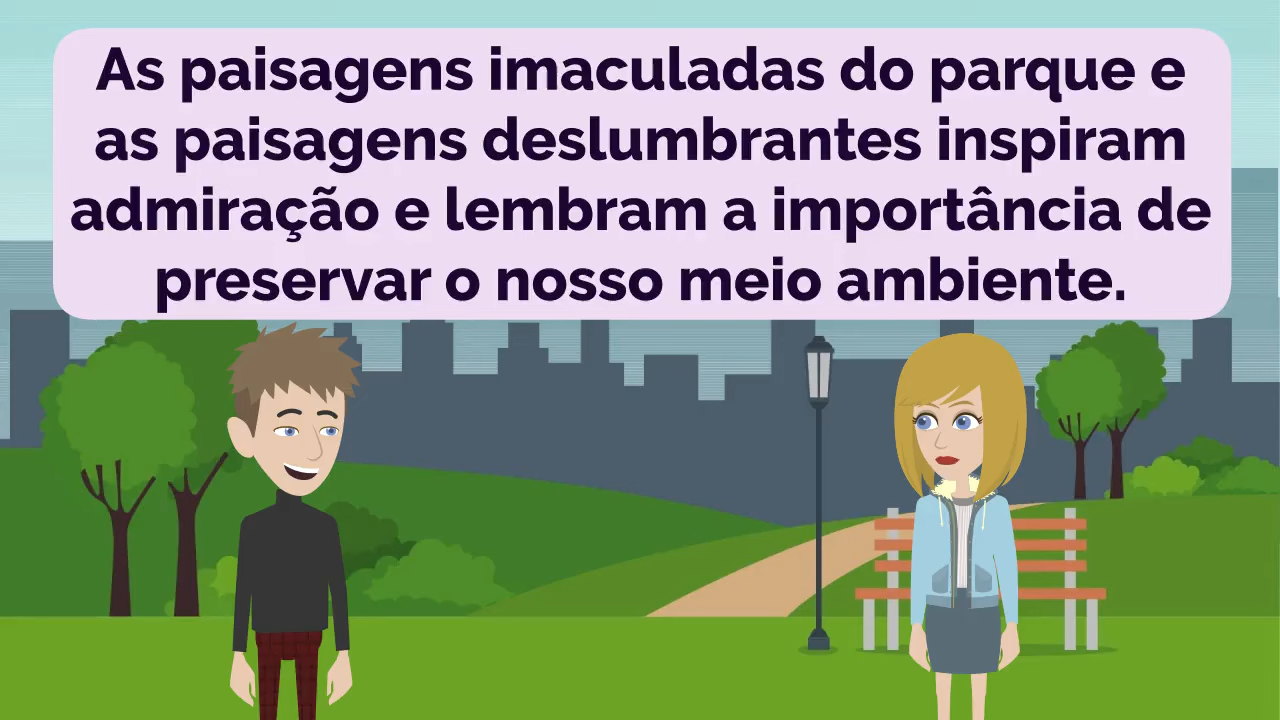 As paisagens imaculadas do parque e
as paisagens deslumbrantes inspiram
admiração e lembram a importância de
preservar o nosso meio ambiente.